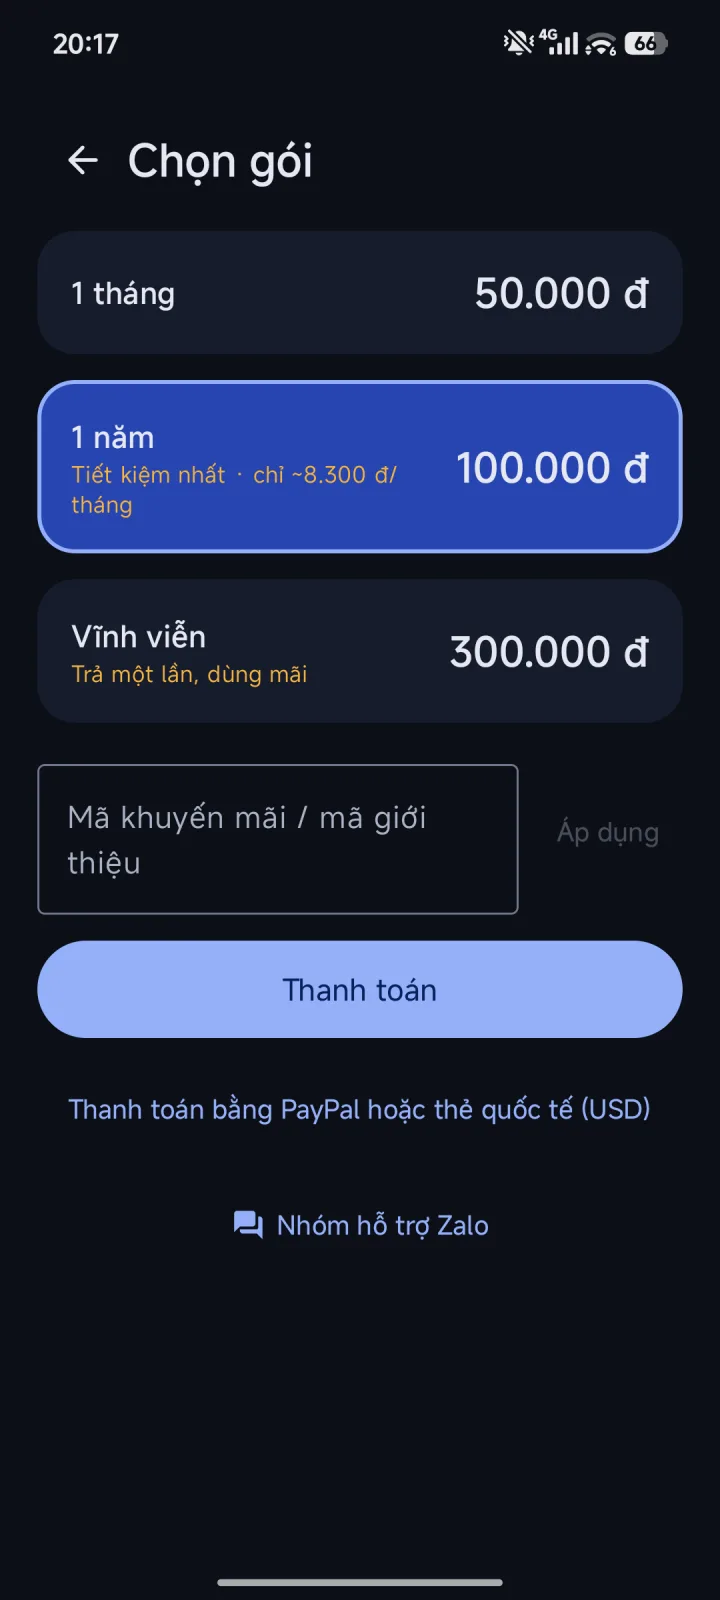 20:17
4G
6
66
Chọn gói
1 tháng
50.000 đ
1 năm
Tiết kiệm nhất · chỉ ~8.300 đ/
tháng
100.000 đ
Vĩnh viễn
Trả một lần, dùng mãi
300.000 đ
Mã khuyến mãi / mã giới
thiệu
Áp dụng
Thanh toán
Thanh toán bằng PayPal hoặc thẻ quốc tế (USD)
Nhóm hỗ trợ Zalo